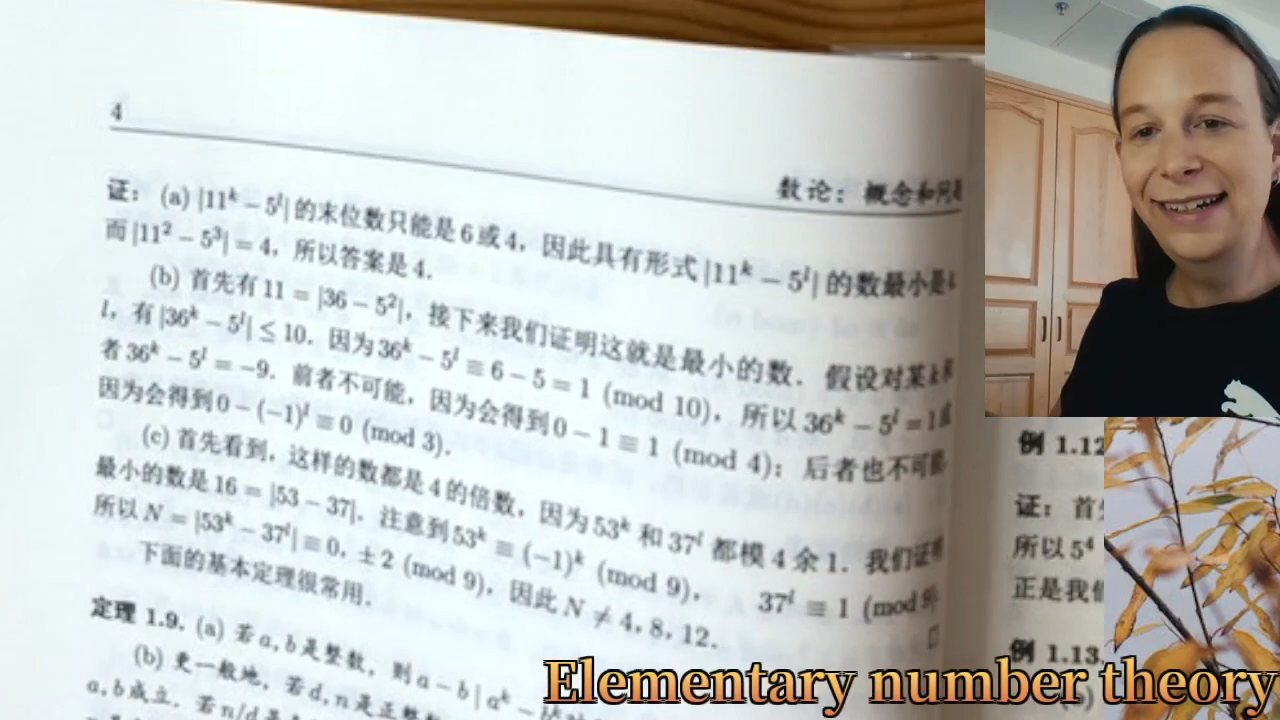 4
数论：概念和问题
证：(a) |11^k − 5^l| 的末位数只能是 6 或 4，因此具有形式 |11^k − 5^l| 的数最小是 4
而 |11^2 − 5^3| = 4，所以答案是 4．
(b) 首先有 11 = |36 − 5^2|，接下来我们证明这就是最小的数．假设对某
l，有 |36^k − 5^l| ≤ 10．因为 36^k − 5^l ≡ 6 − 5 = 1 (mod 10)，所以 36^k − 5^l = 1 或
者 36^k − 5^l = −9．前者不可能，因为会得到 0 − 1 ≡ 1 (mod 4)；后者也不可能
因为会得到 0 − (−1)^l ≡ 0 (mod 3)．
(c) 首先看到，这样的数都是 4 的倍数，因为 53^k 和 37^l 都模 4 余 1．我们证明
最小的数是 16 = |53 − 37|．注意到 53^k ≡ (−1)^k (mod 9)， 37^l ≡ 1 (mod 9)
所以 N = |53^k − 37^l| ≡ 0, ±2 (mod 9)，因此 N ≠ 4, 8, 12． □
下面的基本定理很常用．
定理 1.9. (a) 若 a, b 是整数，则 a − b | a^k − b^k
(b) 更一般地，若 d, n 是正整
a, b 成立．若 n/d
例 1.12
证：首
所以 5^4
正是我们
例 1.13
Elementary number theory